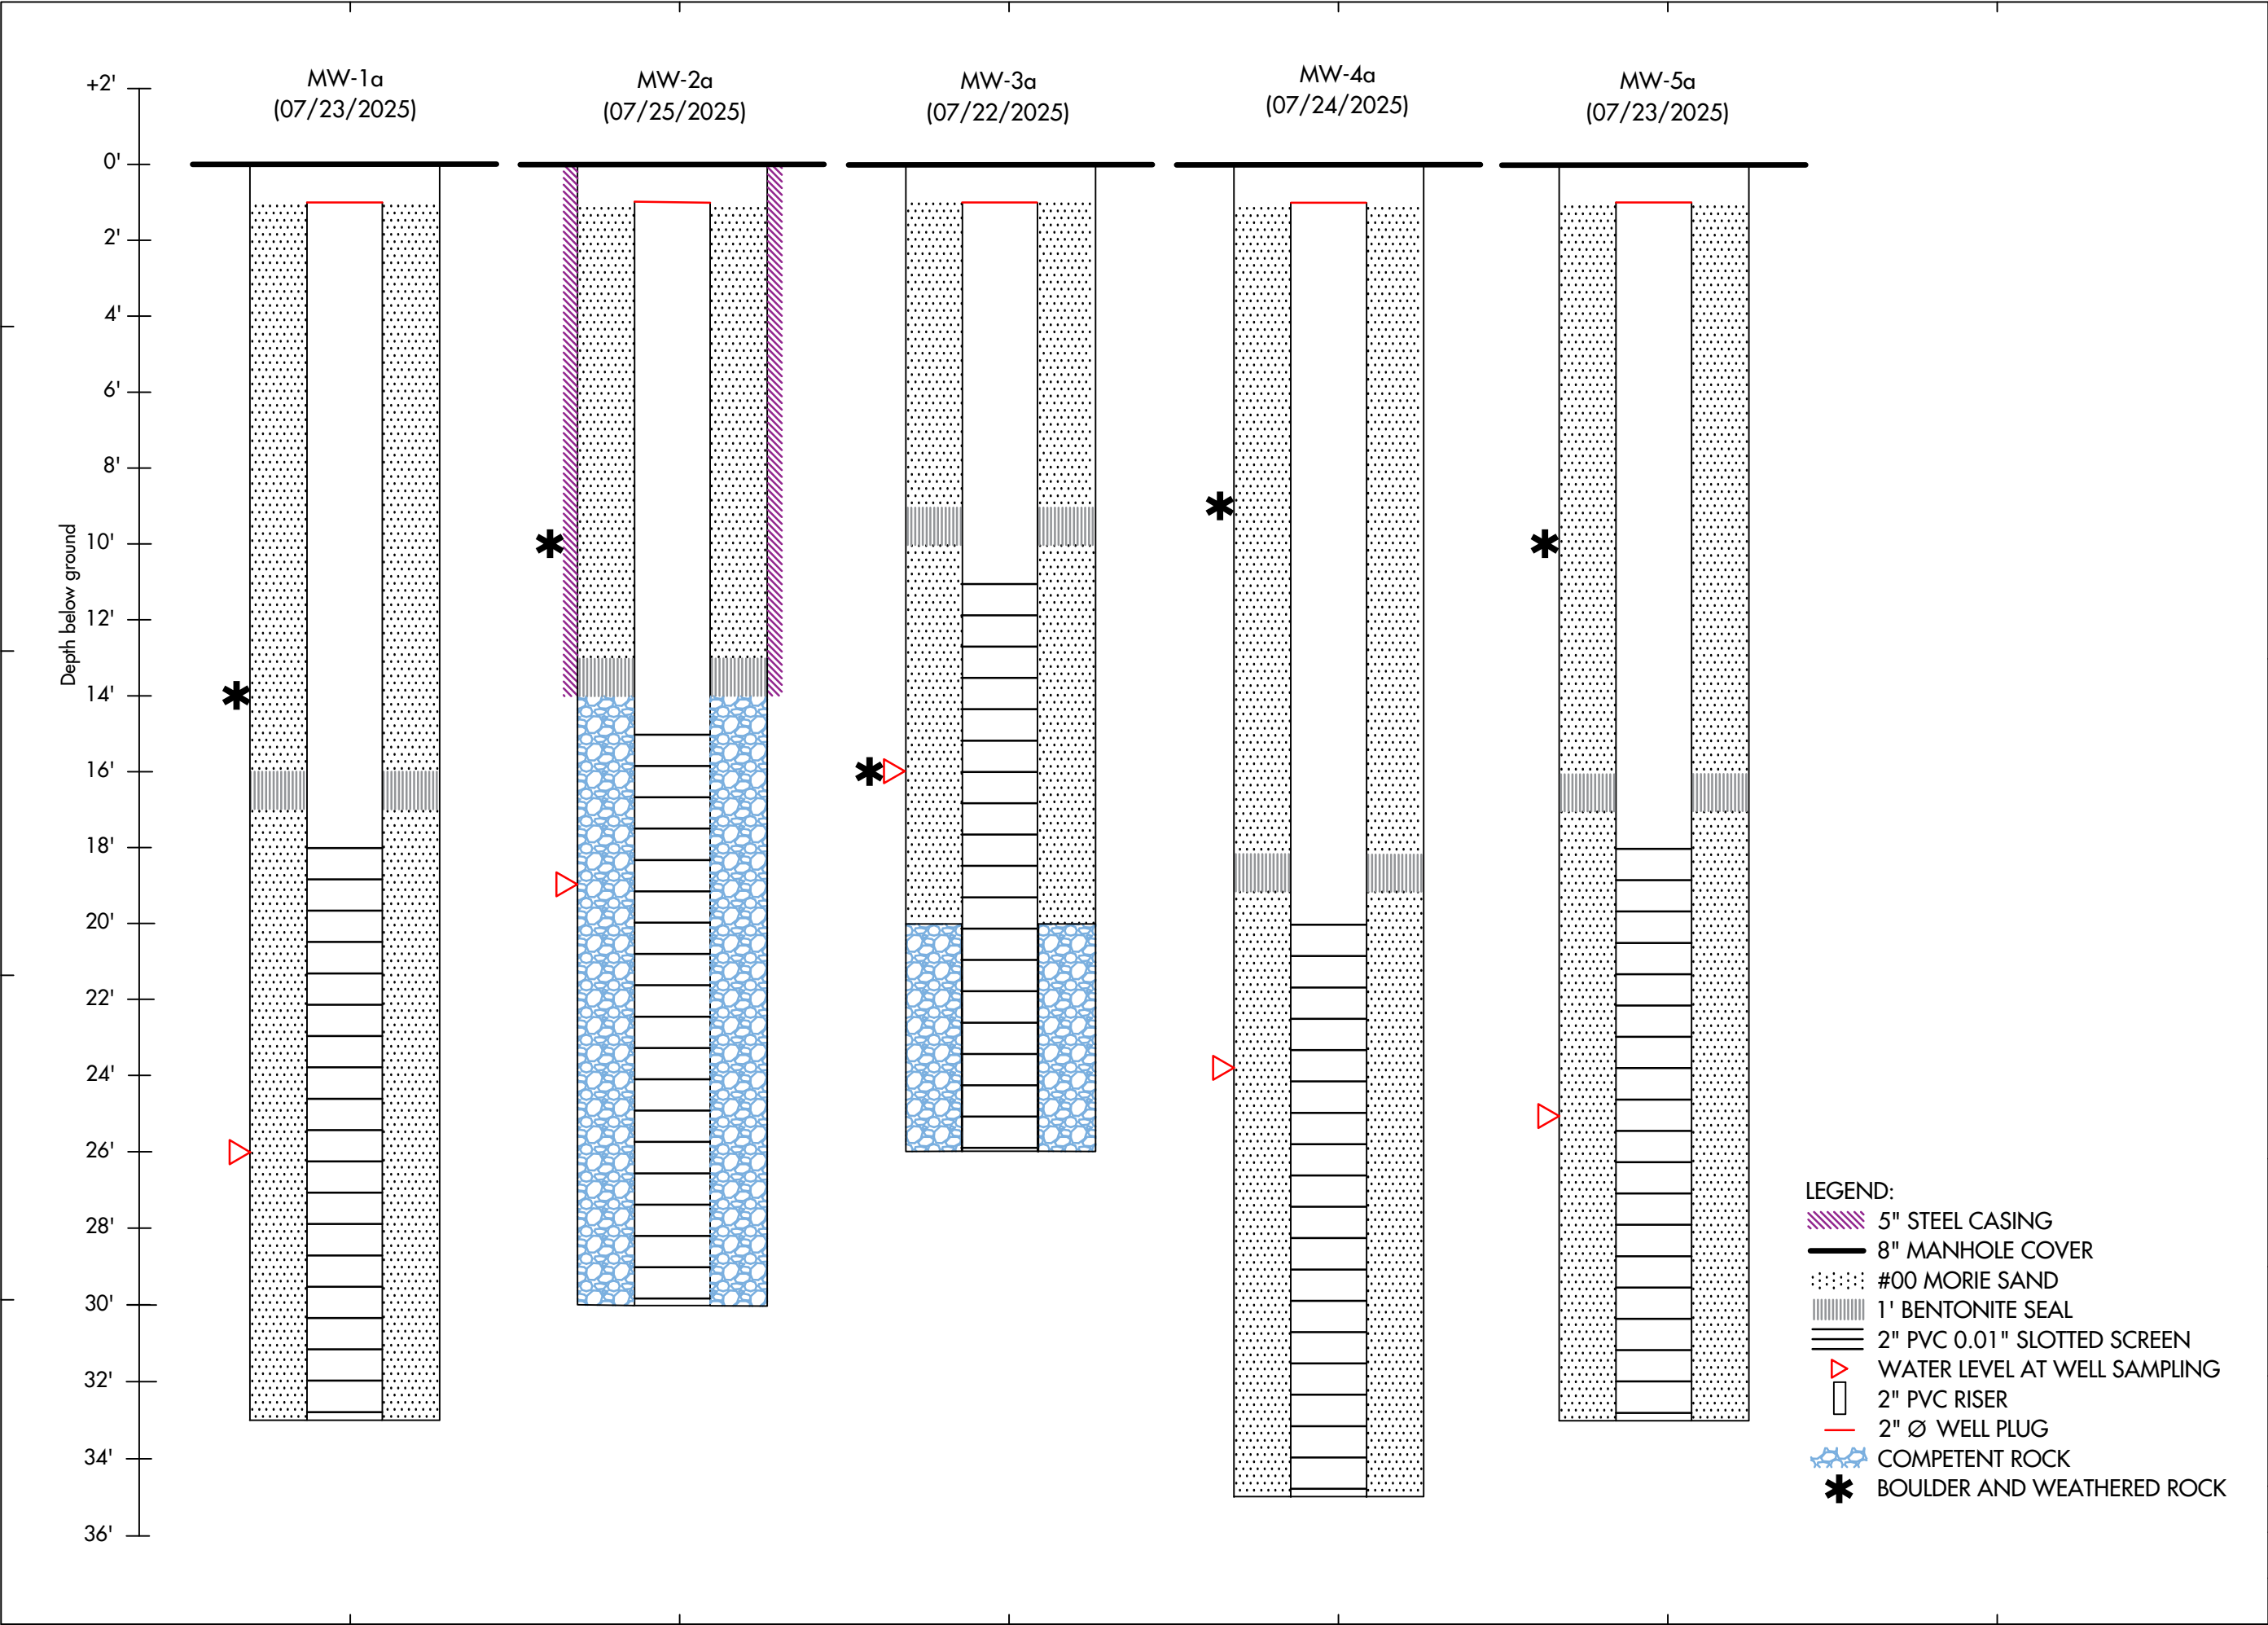 MW-1a
(07/23/2025)
MW-2a
(07/25/2025)
MW-3a
(07/22/2025)
MW-4a
(07/24/2025)
MW-5a
(07/23/2025)
+2'
0'
2'
4'
6'
8'
10'
12'
14'
16'
18'
20'
22'
24'
26'
28'
30'
32'
34'
36'
Depth below ground
LEGEND:
5" STEEL CASING
8" MANHOLE COVER
#00 MORIE SAND
1' BENTONITE SEAL
2" PVC 0.01" SLOTTED SCREEN
WATER LEVEL AT WELL SAMPLING
2" PVC RISER
2" Ø WELL PLUG
COMPETENT ROCK
BOULDER AND WEATHERED ROCK